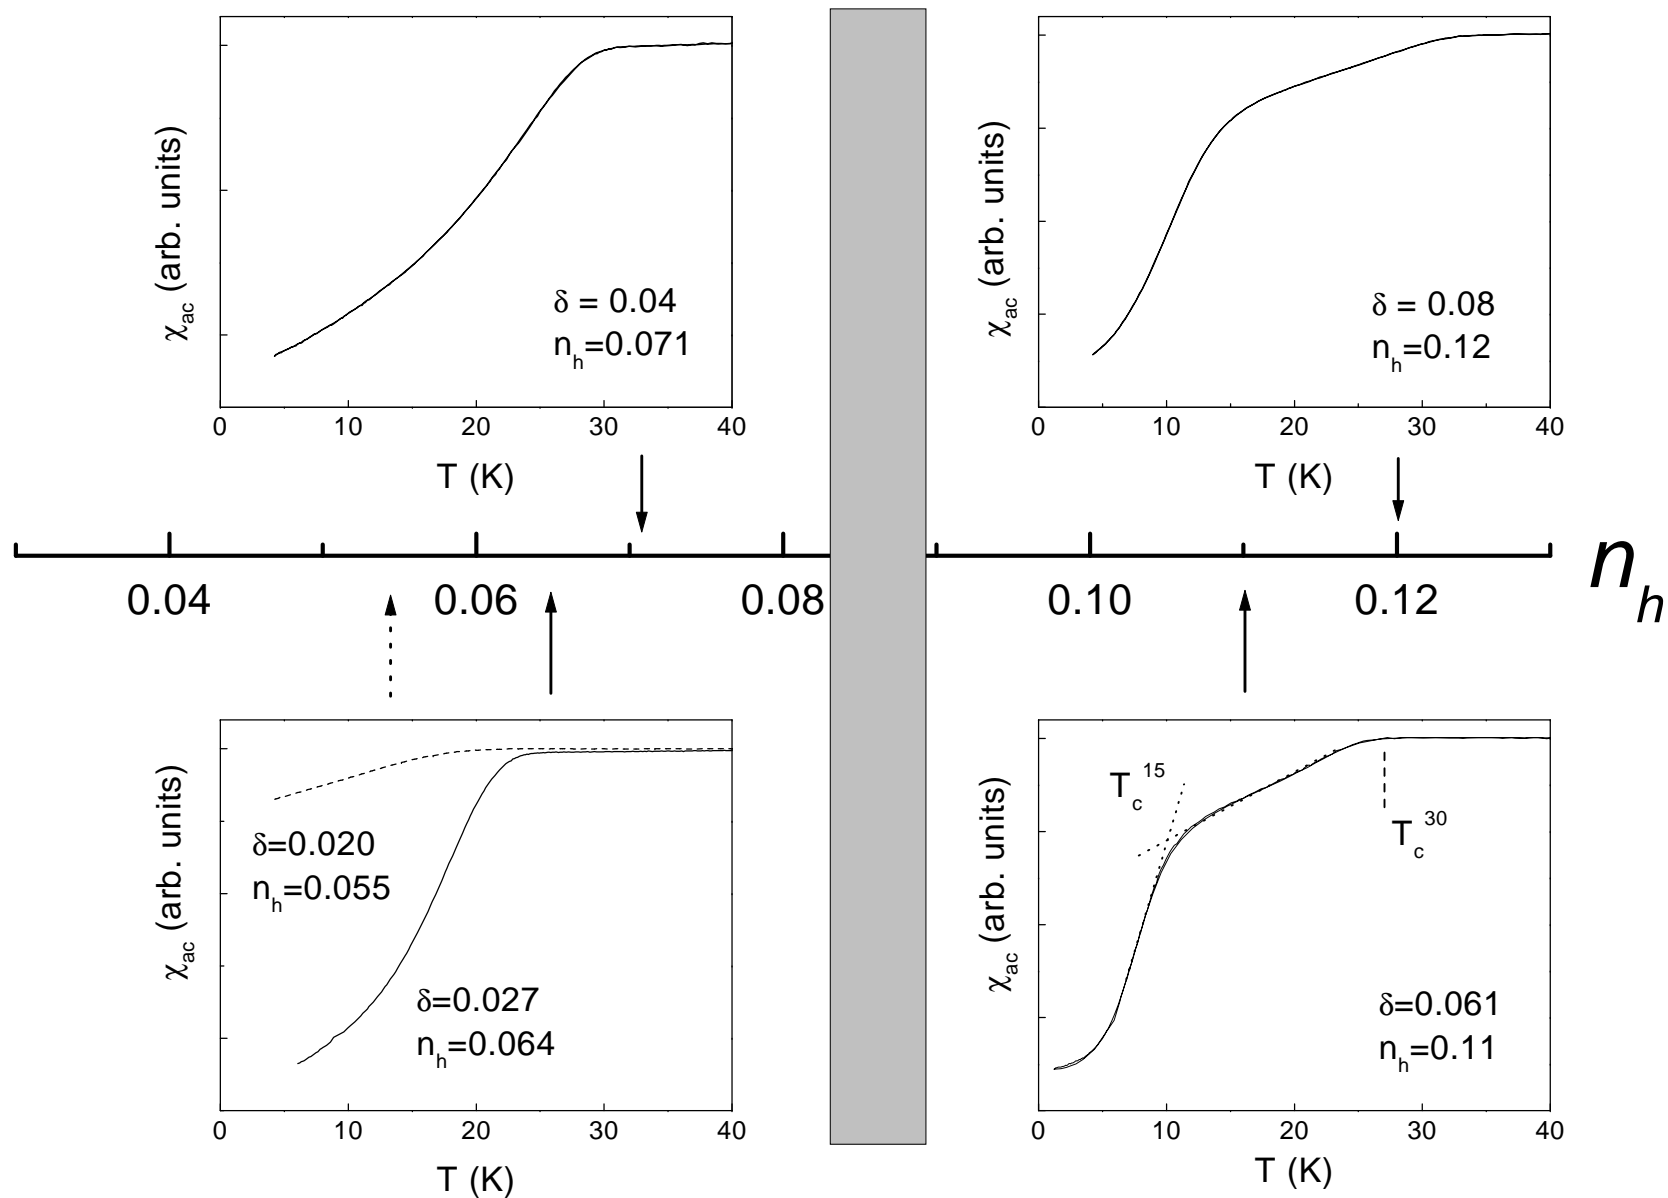 χac (arb. units)
δ = 0.04
nh=0.071
0 10 20 30 40
T (K)
χac (arb. units)
δ = 0.08
nh=0.12
0 10 20 30 40
T (K)
0.04 0.06 0.08 0.10 0.12 nh
χac (arb. units)
δ=0.020
nh=0.055
δ=0.027
nh=0.064
0 10 20 30 40
T (K)
χac (arb. units)
Tc15
Tc30
δ=0.061
nh=0.11
0 10 20 30 40
T (K)